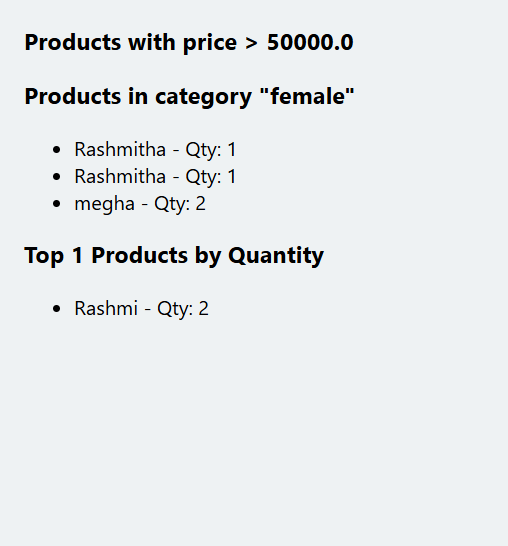 Products with price > 50000.0
Products in category "female"
Rashmitha - Qty: 1
Rashmitha - Qty: 1
megha - Qty: 2
Top 1 Products by Quantity
Rashmi - Qty: 2